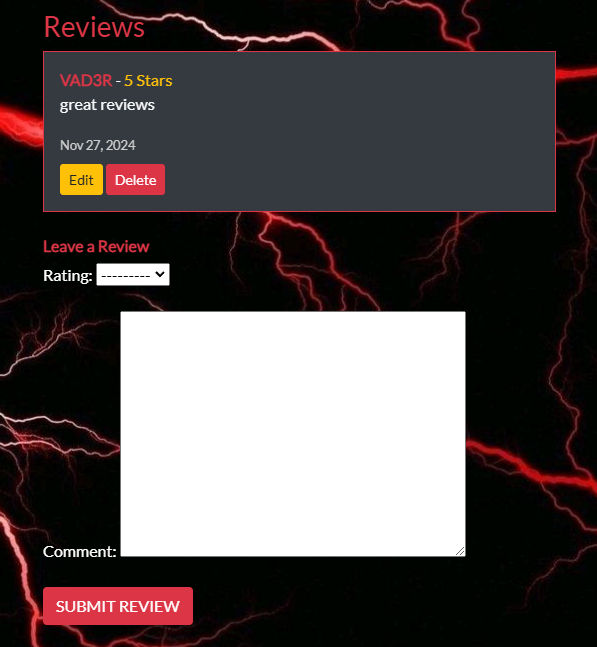 Reviews
VAD3R - 5 Stars
great reviews
Nov 27, 2024
Edit Delete
Leave a Review
Rating: ---------
Comment:
SUBMIT REVIEW